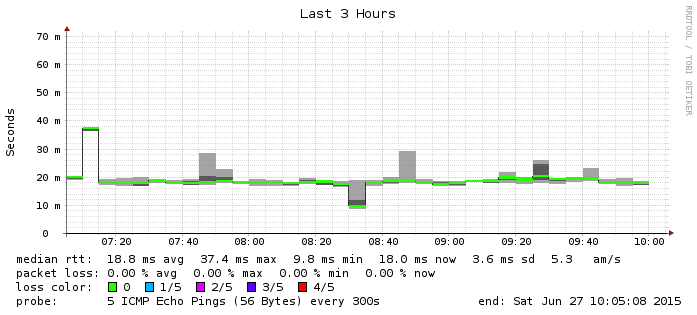 Last 3 Hours
RRDTOOL / TOBI OETIKER
Seconds
70 m
60 m
50 m
40 m
30 m
20 m
10 m
0
07:20 07:40 08:00 08:20 08:40 09:00 09:20 09:40 10:00
median rtt: 18.8 ms avg 37.4 ms max 9.8 ms min 18.0 ms now 3.6 ms sd 5.3 am/s
packet loss: 0.00 % avg 0.00 % max 0.00 % min 0.00 % now
loss color: 0 1/5 2/5 3/5 4/5
probe: 5 ICMP Echo Pings (56 Bytes) every 300s end: Sat Jun 27 10:05:08 2015